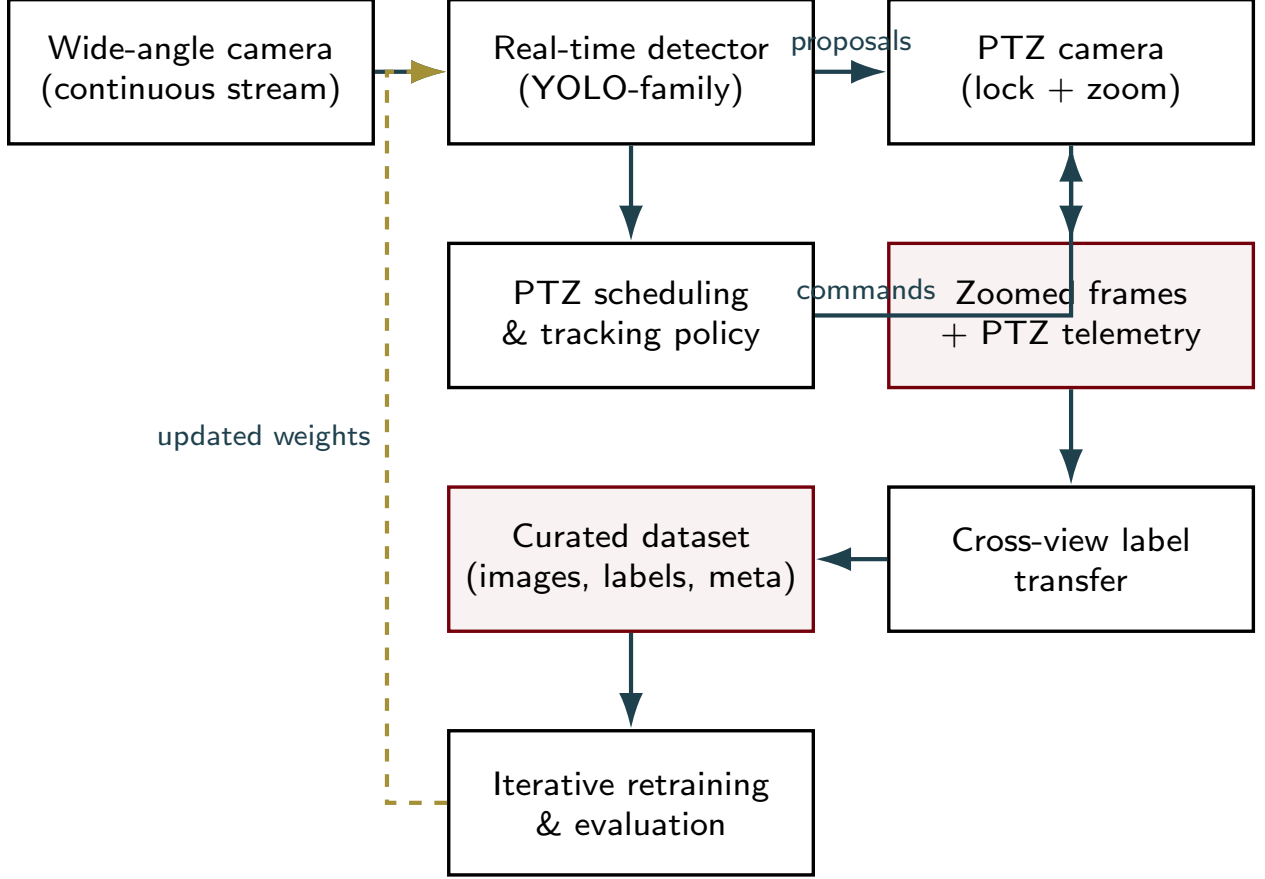 Wide-angle camera
(continuous stream)
Real-time detector
(YOLO-family)
proposals
PTZ camera
(lock + zoom)
PTZ scheduling
& tracking policy
commands
Zoomed frames
+ PTZ telemetry
updated weights
Curated dataset
(images, labels, meta)
Cross-view label
transfer
Iterative retraining
& evaluation